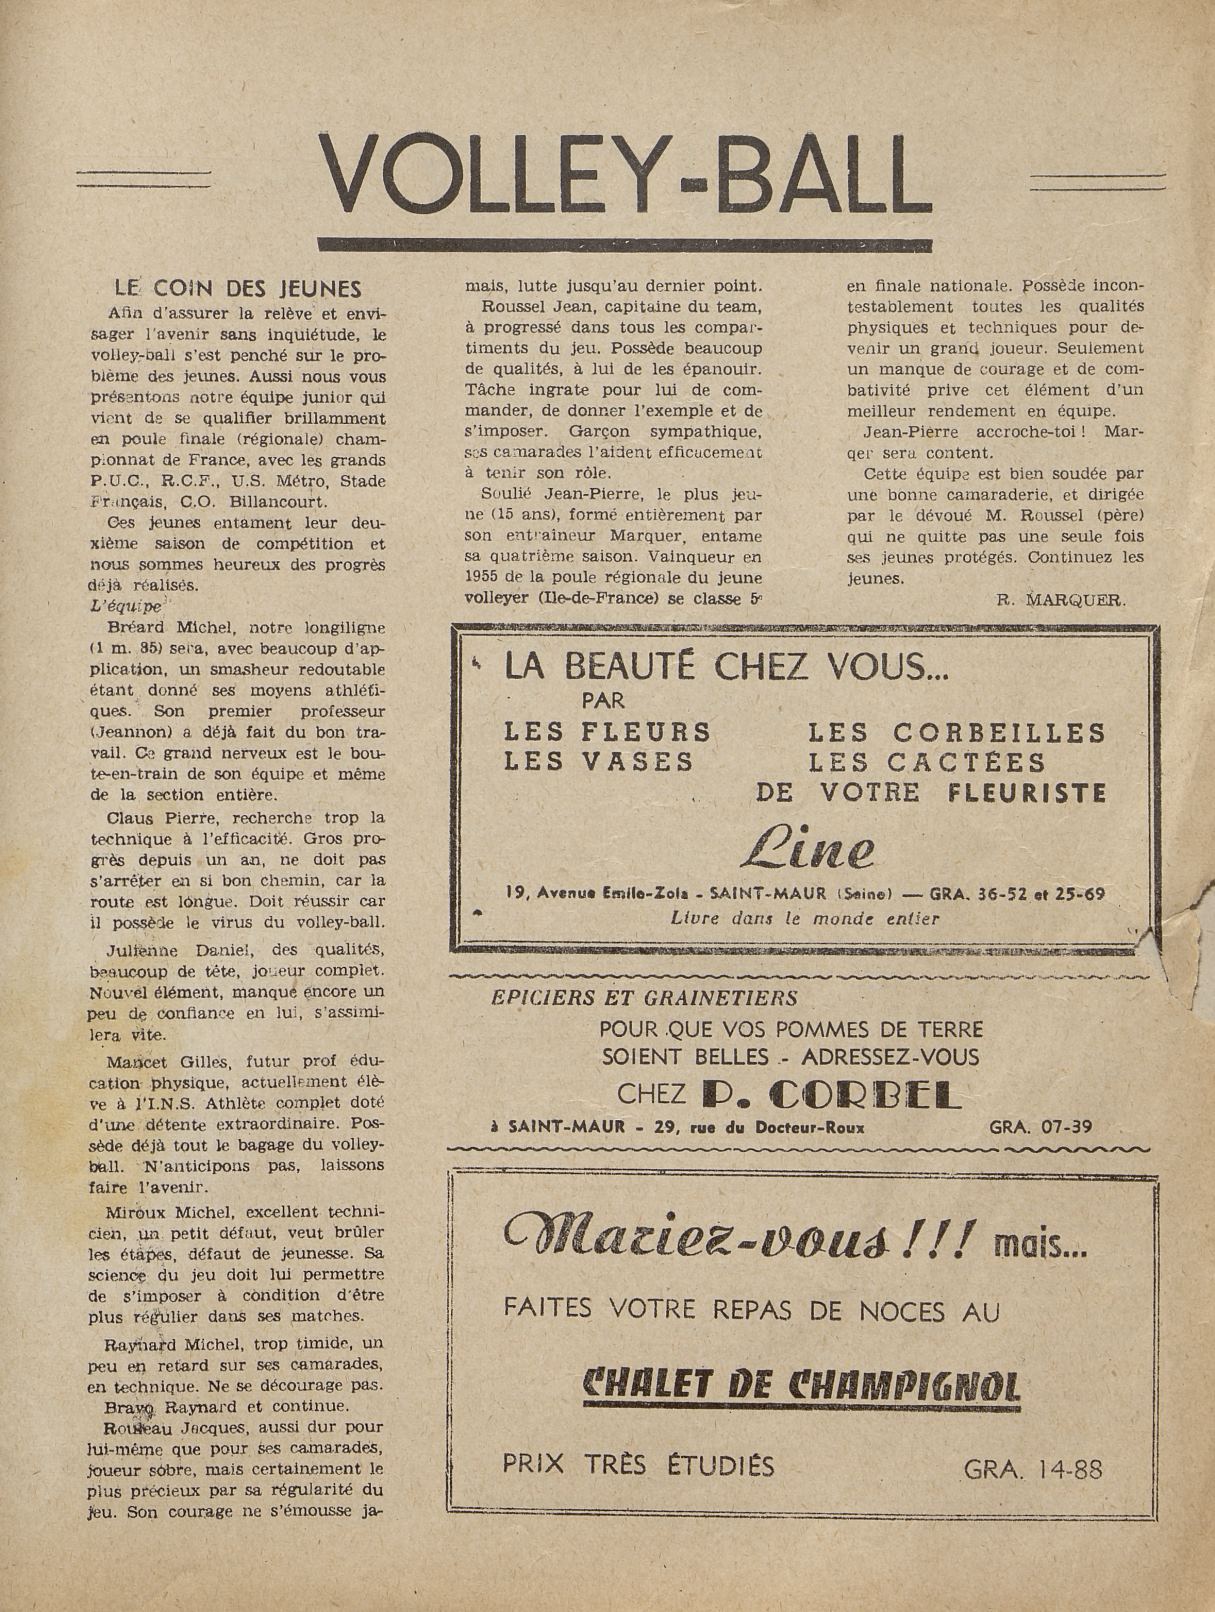 VOLLEY-BALL
LE COIN DES JEUNES
Afin d'assurer la relève et envi-
sager l'avenir sans inquiétude, le
volley-ball s'est penché sur le pro-
blème des jeunes. Aussi nous vous
présentons notre équipe junior qui
vient de se qualifier brillamment
en poule finale (régionale) cham-
pionnat de France, avec les grands
P.U.C., R.C.F., U.S. Métro, Stade
Français, C.O. Billancourt.
Ces jeunes entament leur deu-
xième saison de compétition et
nous sommes heureux des progrès
déjà réalisés.
L'équipe
Bréard Michel, notre longiligne
(1 m. 85) sera, avec beaucoup d'ap-
plication, un smasheur redoutable
étant donné ses moyens athléti-
ques. Son premier professeur
(Jeannon) a déjà fait du bon tra-
vail. Ce grand nerveux est le bou-
te-en-train de son équipe et même
de la section entière.
Claus Pierre, recherche trop la
technique à l'efficacité. Gros pro-
grès depuis un an, ne doit pas
s'arrêter en si bon chemin, car la
route est longue. Doit réussir car
il possède le virus du volley-ball.
Julienne Daniel, des qualités,
beaucoup de tête, joueur complet.
Nouvel élément, manque encore un
peu de confiance en lui, s'assimi-
lera vite.
Mancet Gilles, futur prof édu-
cation physique, actuellement élè-
ve à l'I.N.S. Athlète complet doté
d'une détente extraordinaire. Pos-
sède déjà tout le bagage du volley-
ball. N'anticipons pas, laissons
faire l'avenir.
Miroux Michel, excellent techni-
cien, un petit défaut, veut brûler
les étapes, défaut de jeunesse. Sa
science du jeu doit lui permettre
de s'imposer à condition d'être
plus régulier dans ses matches.
Raynard Michel, trop timide, un
peu en retard sur ses camarades,
en technique. Ne se décourage pas.
Bravo Raynard et continue.
Rouseau Jacques, aussi dur pour
lui-même que pour ses camarades,
joueur sobre, mais certainement le
plus précieux par sa régularité du
jeu. Son courage ne s'émousse ja-
mais, lutte jusqu'au dernier point.
Roussel Jean, capitaine du team,
à progressé dans tous les compar-
timents du jeu. Possède beaucoup
de qualités, à lui de les épanouir.
Tâche ingrate pour lui de com-
mander, de donner l'exemple et de
s'imposer. Garçon sympathique,
ses camarades l'aident efficacement
à tenir son rôle.
Soulié Jean-Pierre, le plus jeu-
ne (15 ans), formé entièrement par
son entraîneur Marquer, entame
sa quatrième saison. Vainqueur en
1955 de la poule régionale du jeune
volleyer (Ile-de-France) se classe 5e
en finale nationale. Possède incon-
testablement toutes les qualités
physiques et techniques pour de-
venir un grand joueur. Seulement
un manque de courage et de com-
bativité prive cet élément d'un
meilleur rendement en équipe.
Jean-Pierre accroche-toi ! Mar-
qer sera content.
Cette équipe est bien soudée par
une bonne camaraderie, et dirigée
par le dévoué M. Roussel (père)
qui ne quitte pas une seule fois
ses jeunes protégés. Continuez les
jeunes.
R. MARQUER.
LA BEAUTÉ CHEZ VOUS...
PAR
LES FLEURS LES CORBEILLES
LES VASES LES CACTÉES
DE VOTRE FLEURISTE
Line
19, Avenue Emile-Zola - SAINT-MAUR (Seine) — GRA. 36-52 et 25-69
Livre dans le monde entier
EPICIERS ET GRAINETIERS
POUR QUE VOS POMMES DE TERRE
SOIENT BELLES - ADRESSEZ-VOUS
CHEZ P. CORBEL
à SAINT-MAUR - 29, rue du Docteur-Roux GRA. 07-39
Mariez-vous !!! mais...
FAITES VOTRE REPAS DE NOCES AU
CHALET DE CHAMPIGNOL
PRIX TRÈS ÉTUDIÉS GRA. 14-88